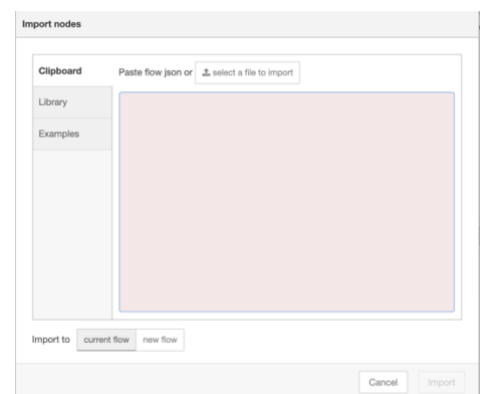 Import nodes
Clipboard
Paste flow json or select a file to import
Library
Examples
Import to current flow new flow
Cancel Import